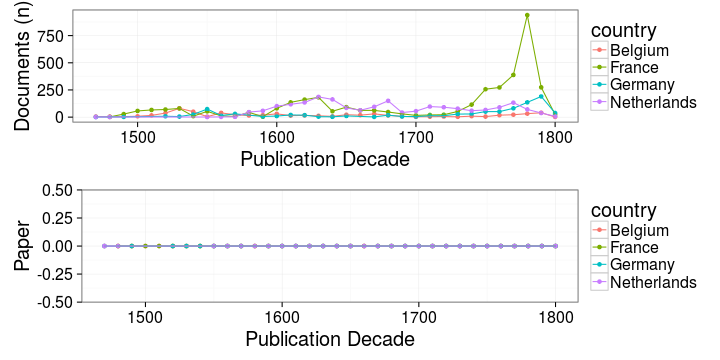 Documents (n)
750
500
250
0
1500
1600
1700
1800
Publication Decade
country
Belgium
France
Germany
Netherlands
Paper
0.50
0.25
0.00
-0.25
-0.50
1500
1600
1700
1800
Publication Decade
country
Belgium
France
Germany
Netherlands